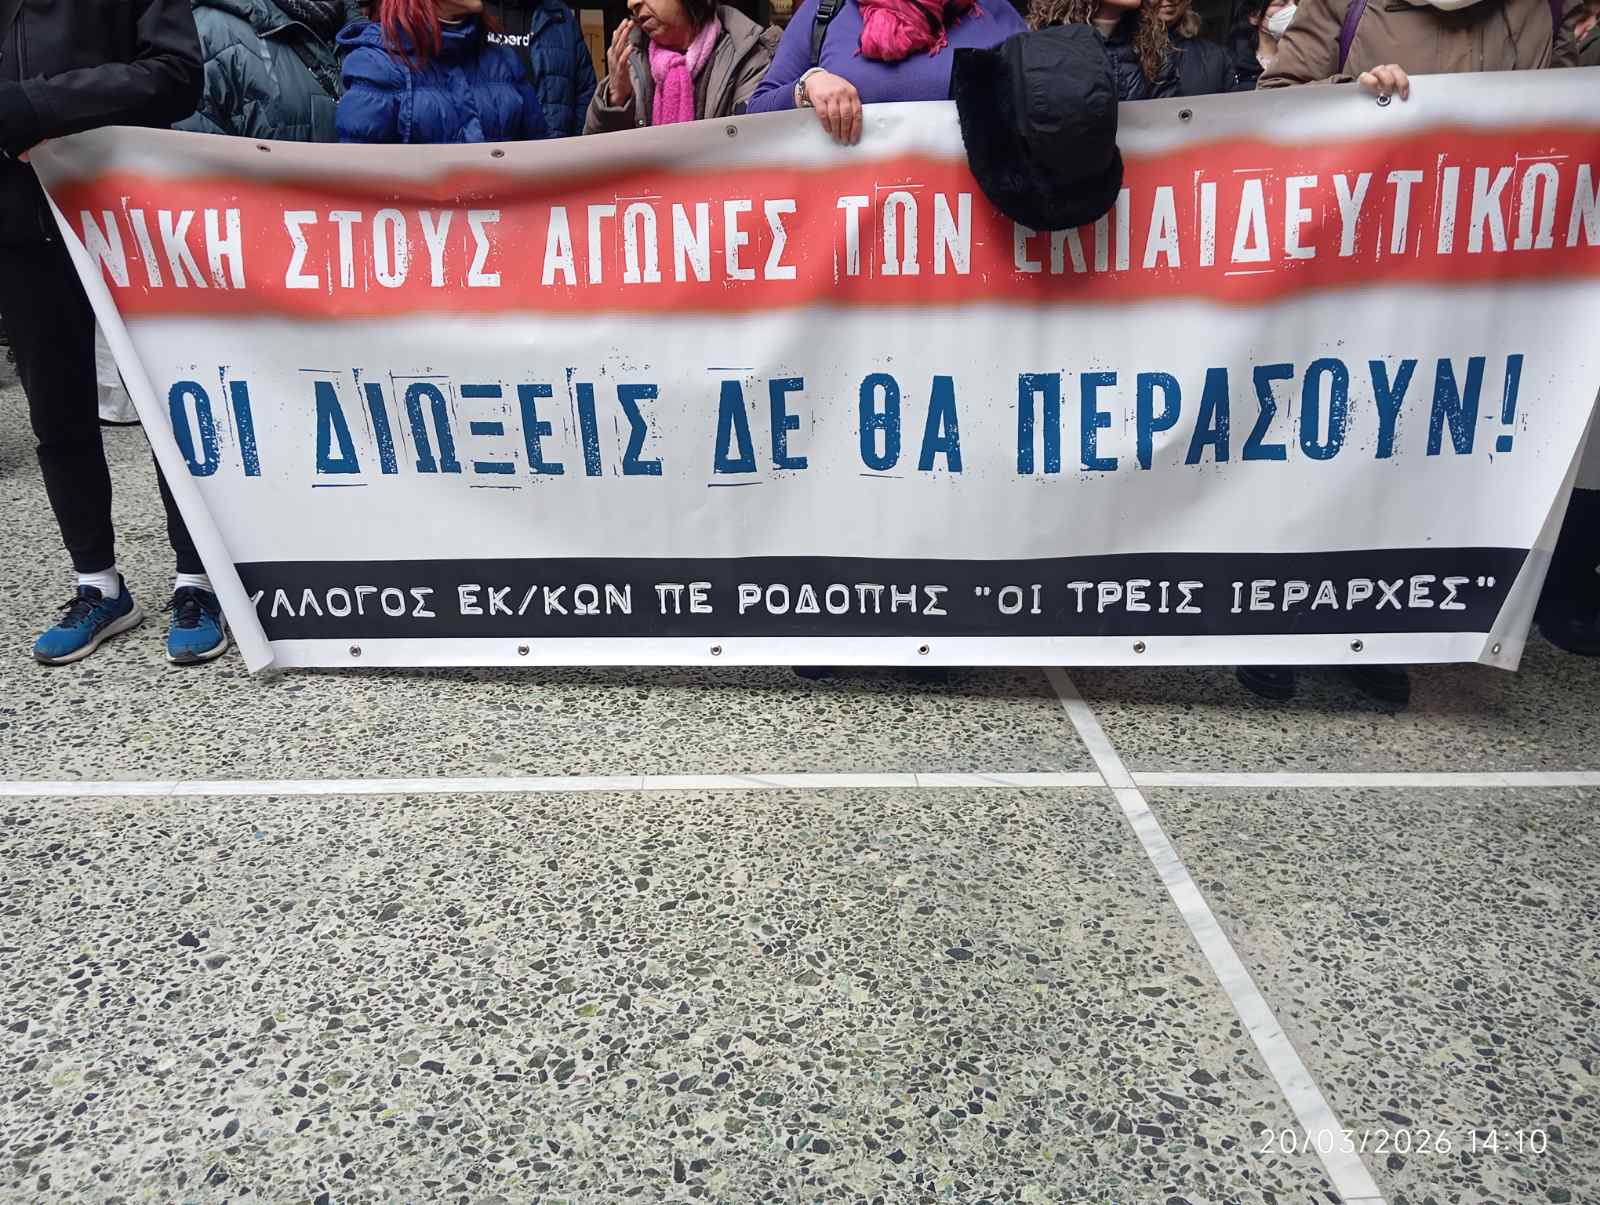 ΝΙΚΗ ΣΤΟΥΣ ΑΓΩΝΕΣ ΤΩΝ ΕΚΠΑΙΔΕΥΤΙΚΩΝ
ΟΙ ΔΙΩΞΕΙΣ ΔΕ ΘΑ ΠΕΡΑΣΟΥΝ!
ΥΛΛΟΓΟΣ ΕΚ/ΚΩΝ ΠΕ ΡΟΔΟΠΗΣ "ΟΙ ΤΡΕΙΣ ΙΕΡΑΡΧΕΣ"
20/03/2026 14:10